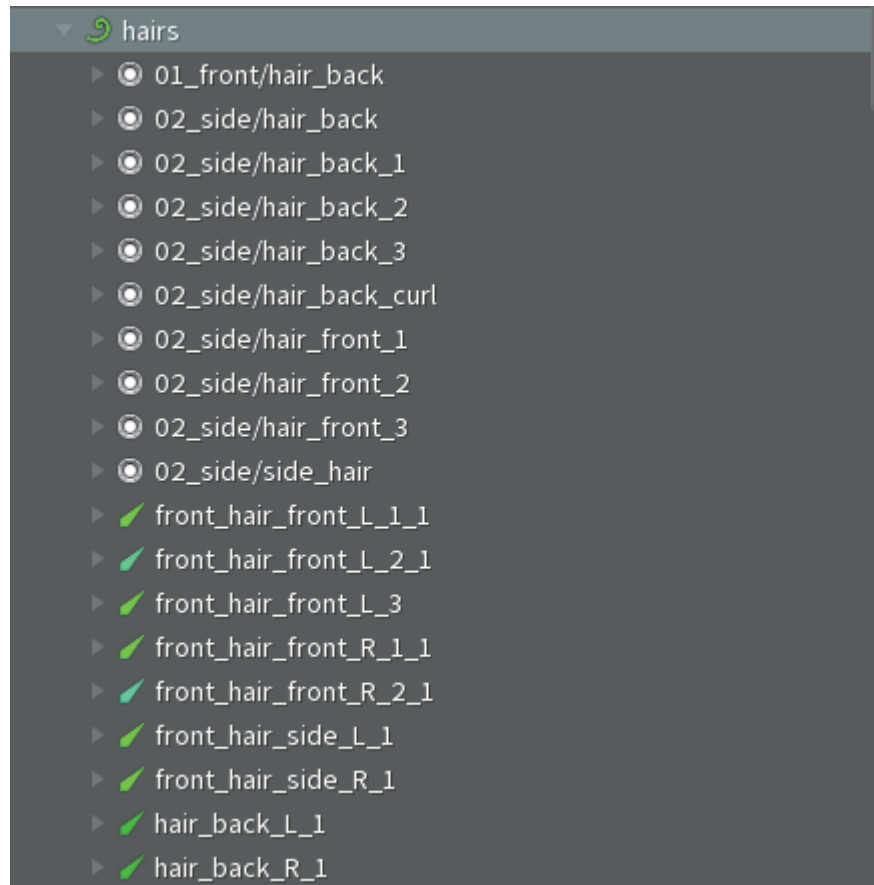 hairs
01_front/hair_back
02_side/hair_back
02_side/hair_back_1
02_side/hair_back_2
02_side/hair_back_3
02_side/hair_back_curl
02_side/hair_front_1
02_side/hair_front_2
02_side/hair_front_3
02_side/side_hair
front_hair_front_L_1_1
front_hair_front_L_2_1
front_hair_front_L_3
front_hair_front_R_1_1
front_hair_front_R_2_1
front_hair_side_L_1
front_hair_side_R_1
hair_back_L_1
hair_back_R_1